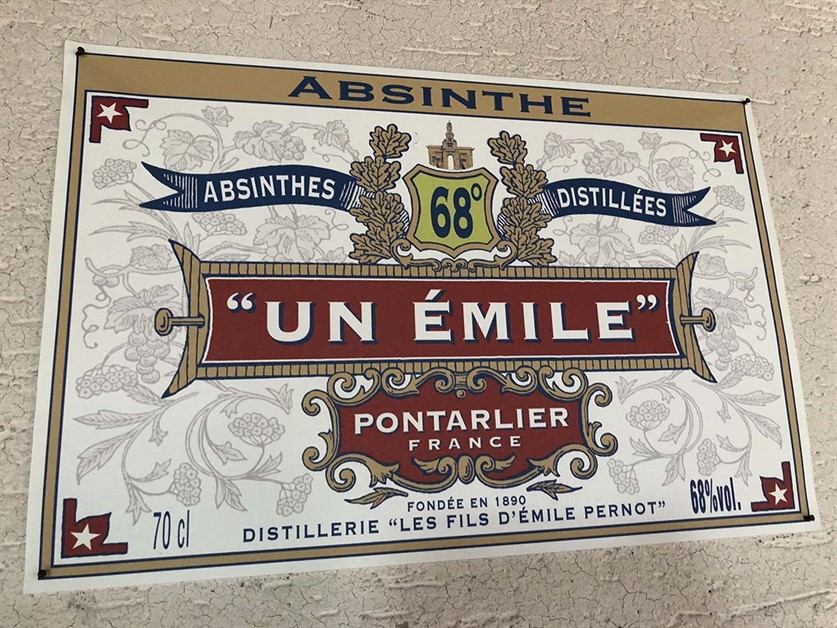 ABSINTHE
ABSINTHES 68° DISTILLÉES
“UN ÉMILE”
PONTARLIER
FRANCE
FONDÉE EN 1890
70 cl DISTILLERIE “LES FILS D’ÉMILE PERNOT” 68%vol.